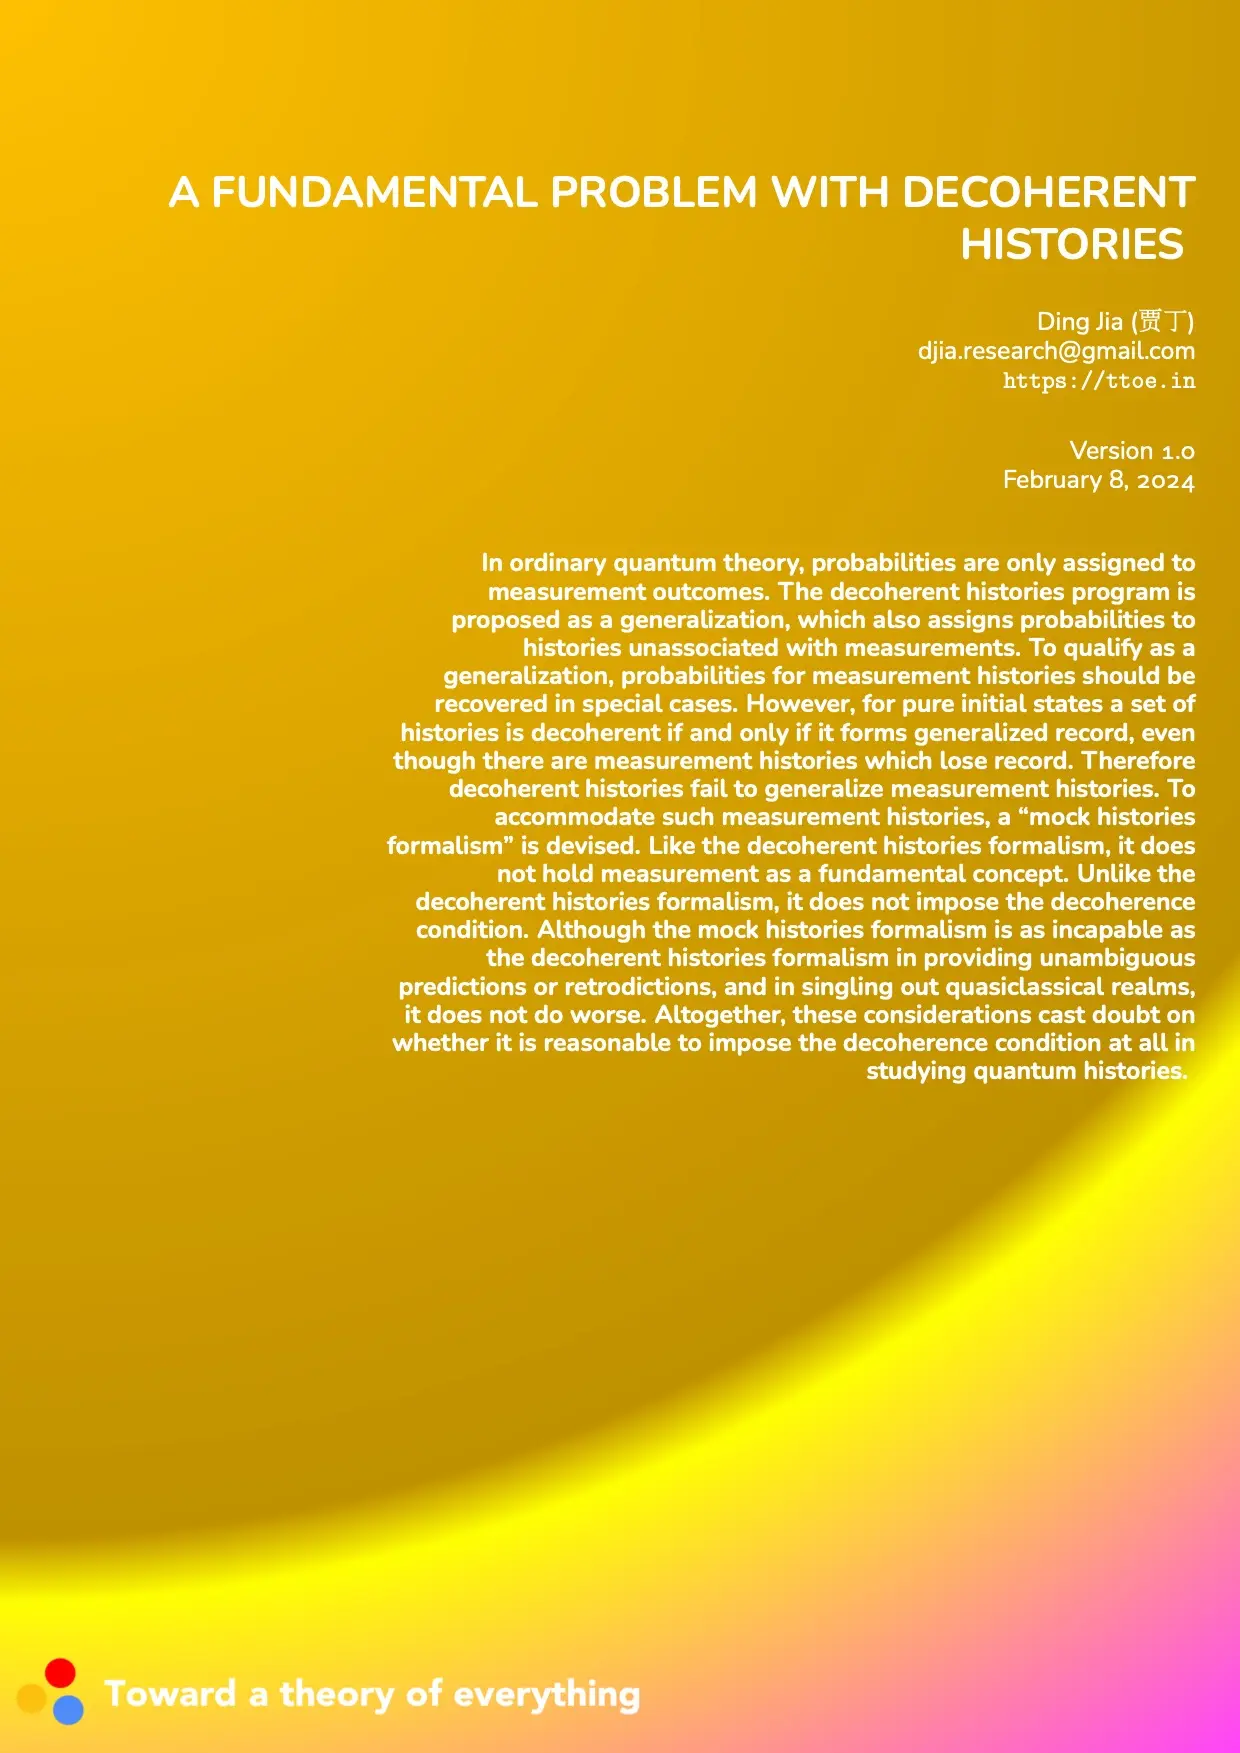 A FUNDAMENTAL PROBLEM WITH DECOHERENT
HISTORIES
Ding Jia (贾丁)
djia.research@gmail.com
https://ttoe.in
Version 1.0
February 8, 2024
In ordinary quantum theory, probabilities are only assigned to
measurement outcomes. The decoherent histories program is
proposed as a generalization, which also assigns probabilities to
histories unassociated with measurements. To qualify as a
generalization, probabilities for measurement histories should be
recovered in special cases. However, for pure initial states a set of
histories is decoherent if and only if it forms generalized record, even
though there are measurement histories which lose record. Therefore
decoherent histories fail to generalize measurement histories. To
accommodate such measurement histories, a “mock histories
formalism” is devised. Like the decoherent histories formalism, it does
not hold measurement as a fundamental concept. Unlike the
decoherent histories formalism, it does not impose the decoherence
condition. Although the mock histories formalism is as incapable as
the decoherent histories formalism in providing unambiguous
predictions or retrodictions, and in singling out quasiclassical realms,
it does not do worse. Altogether, these considerations cast doubt on
whether it is reasonable to impose the decoherence condition at all in
studying quantum histories.
Toward a theory of everything